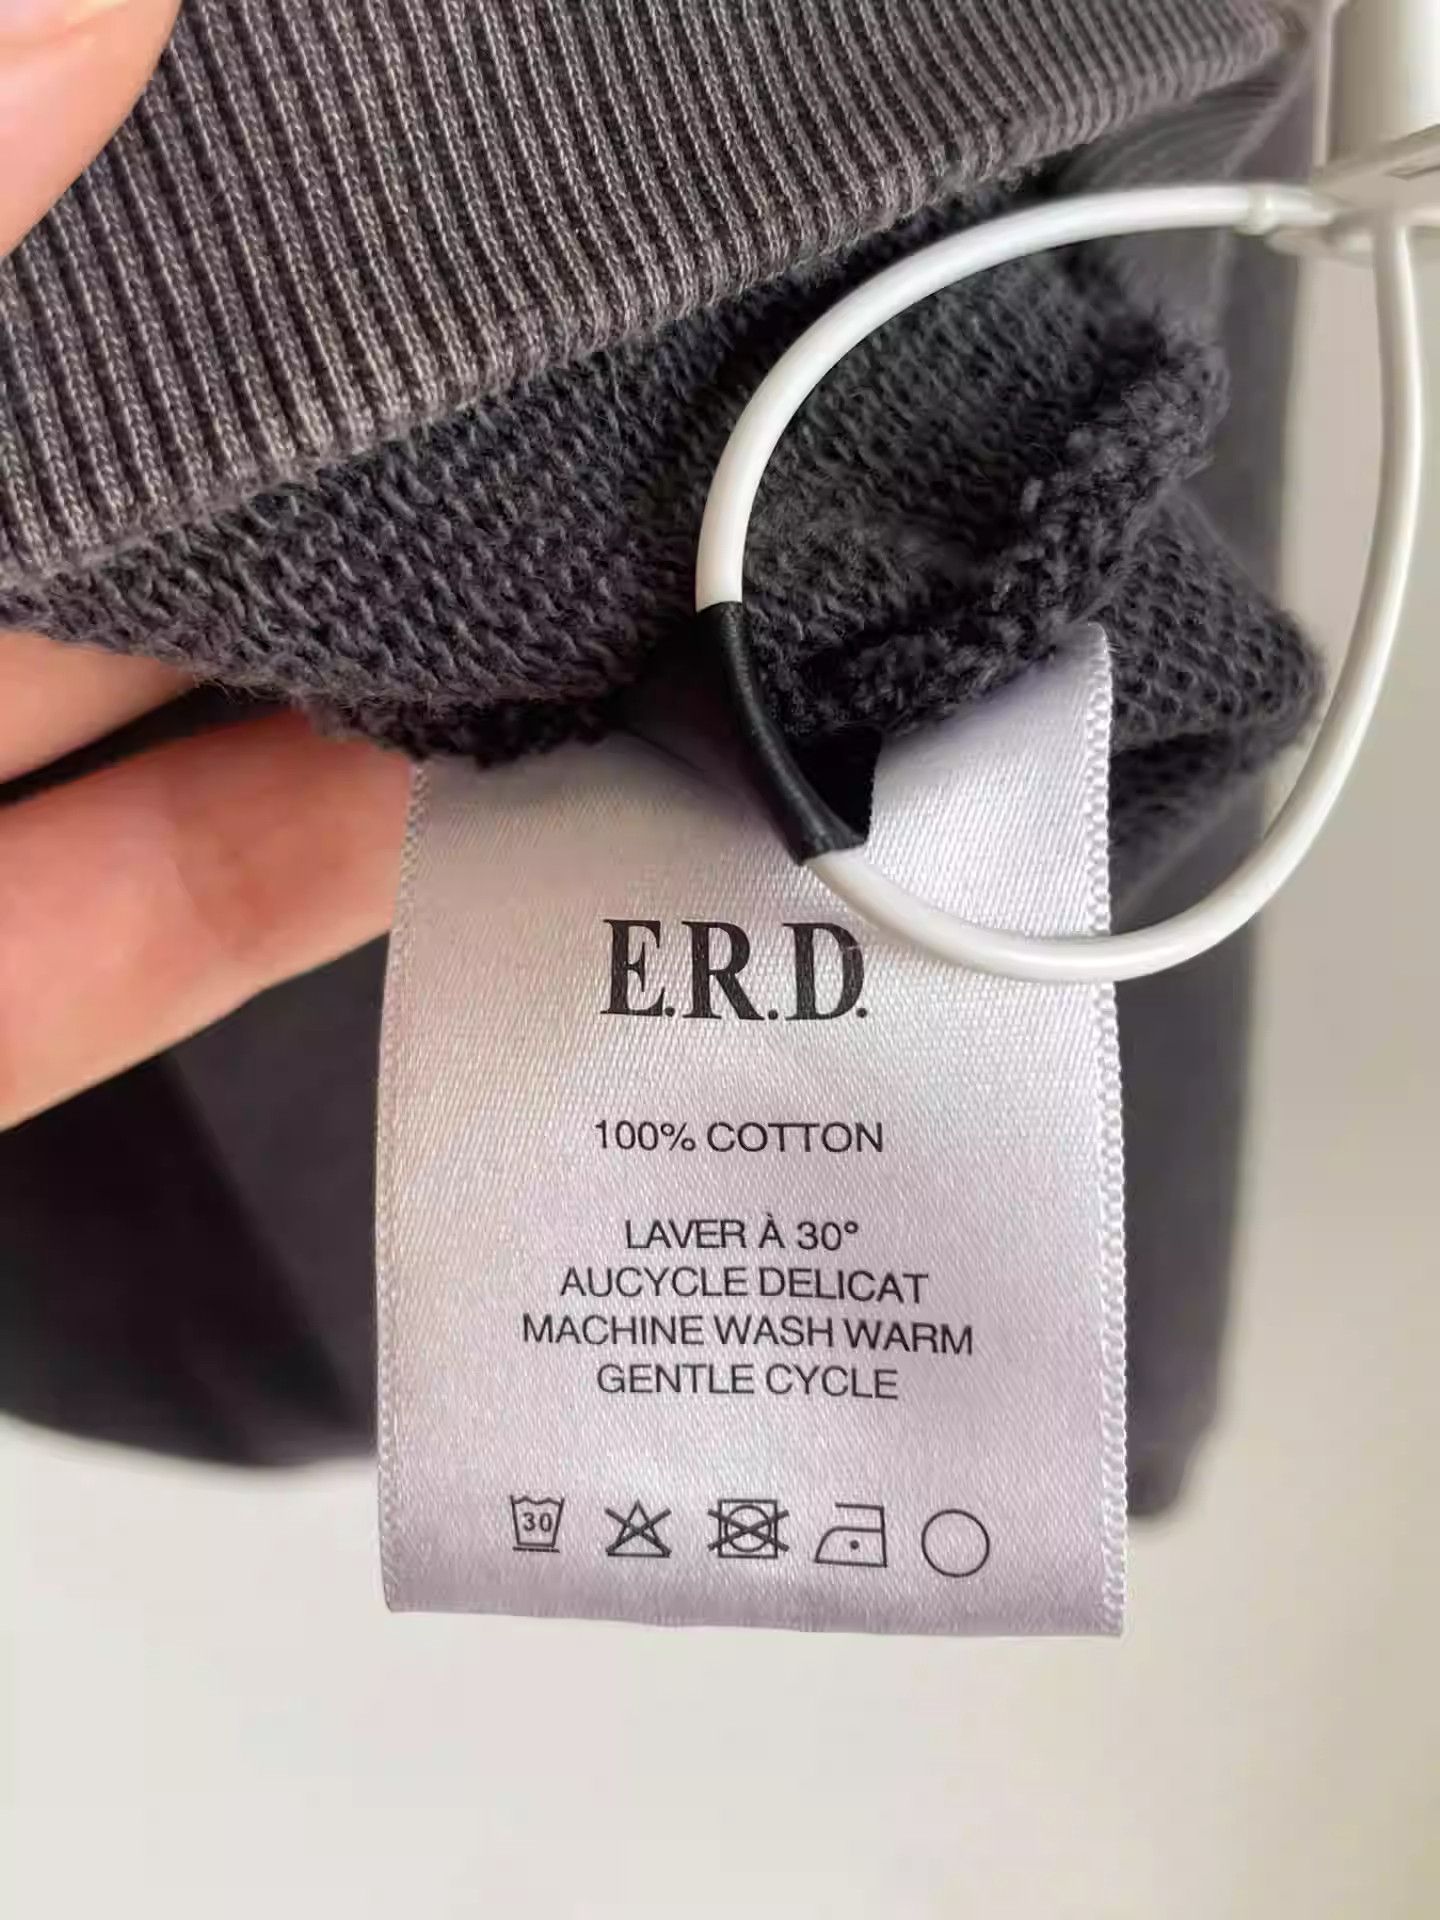 E.R.D.
100% COTTON
LAVER À 30°
AUCYCLE DELICAT
MACHINE WASH WARM
GENTLE CYCLE
30